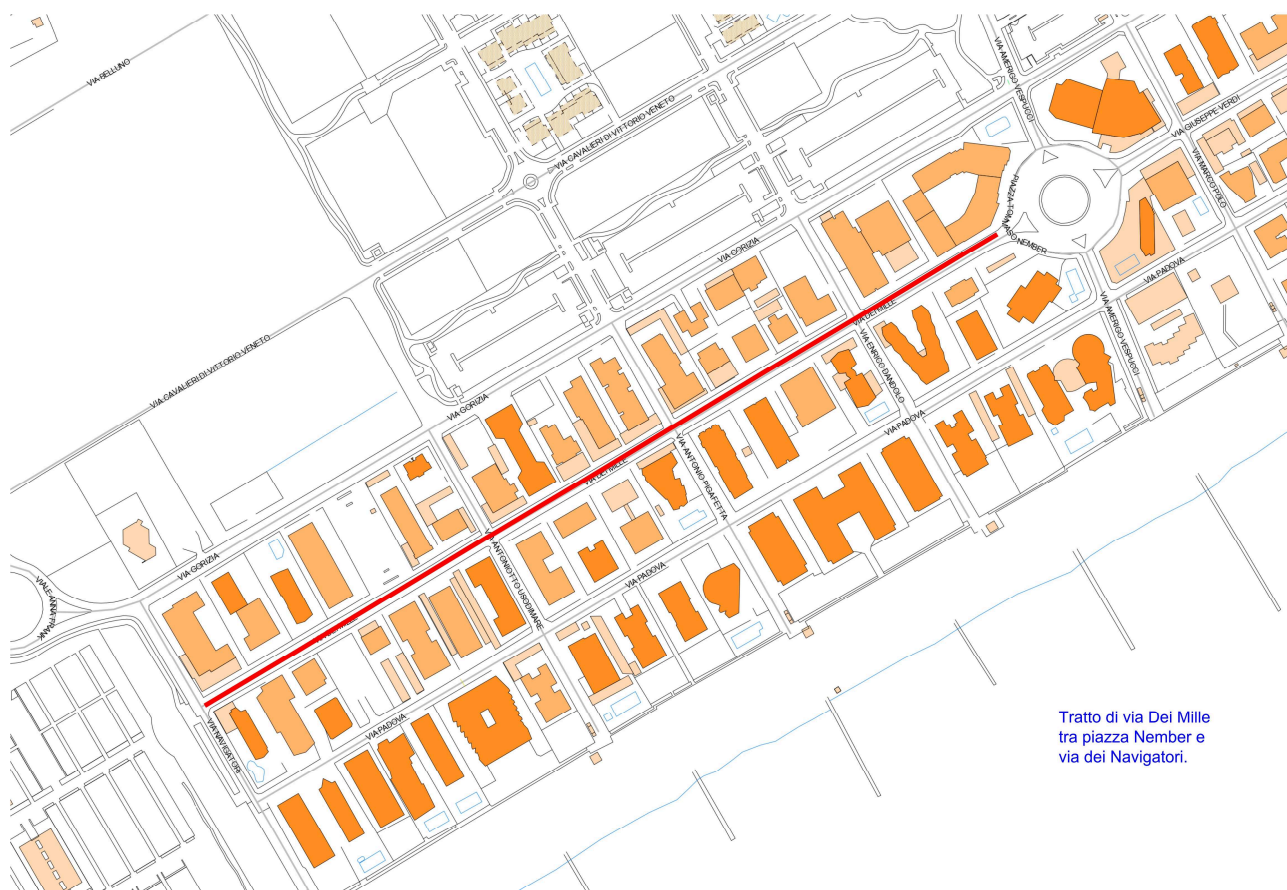 VIA BELLUNO
VIA AMERIGO VESPUCCI
VIA CAVALIERI DI VITTORIO VENETO
VIA GIUSEPPE VERDI
VIA MARCO POLO
PIAZZA TOMMASO NEMBER
VIA GORIZIA
VIA PADOVA
VIA DEI MILLE
VIA AMERIGO VESPUCCI
VIA ENRICO DANDOLO
VIA CAVALIERI DI VITTORIO VENETO
VIA GORIZIA
VIA PADOVA
VIA ANTONIO PIGAFETTA
VIA DEI MILLE
VIA ANTONIOTTO USODIMARE
VIA GORIZIA
VIA PADOVA
VIALE ANNA FRANK
VIA DEI MILLE
VIA NAVIGATORI
VIA PADOVA
Tratto di via Dei Mille
tra piazza Nember e
via dei Navigatori.